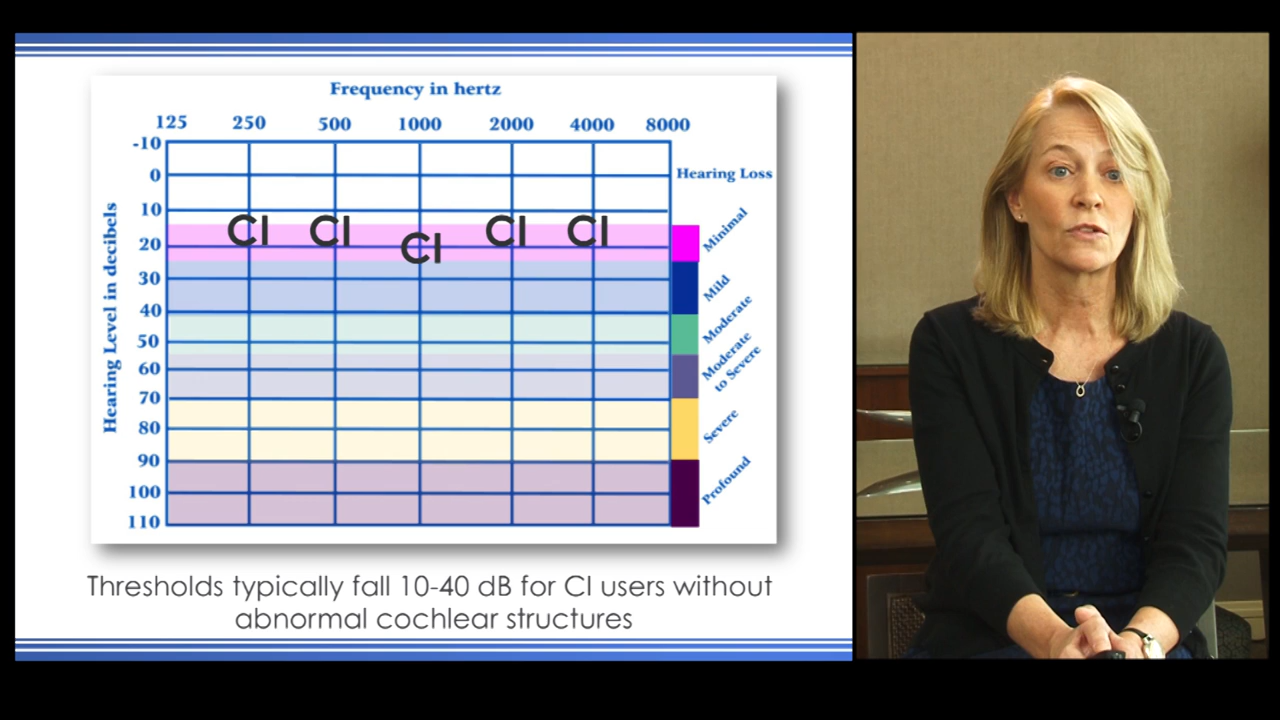 Frequency in hertz
125 250 500 1000 2000 4000 8000
Hearing Level in decibels
-10
0
Hearing Loss
10
CI CI CI CI CI
20
30
40
50
60
70
80
90
100
110
Minimal
Mild
Moderate
Moderate
to Severe
Severe
Profound
Thresholds typically fall 10-40 dB for CI users without
abnormal cochlear structures